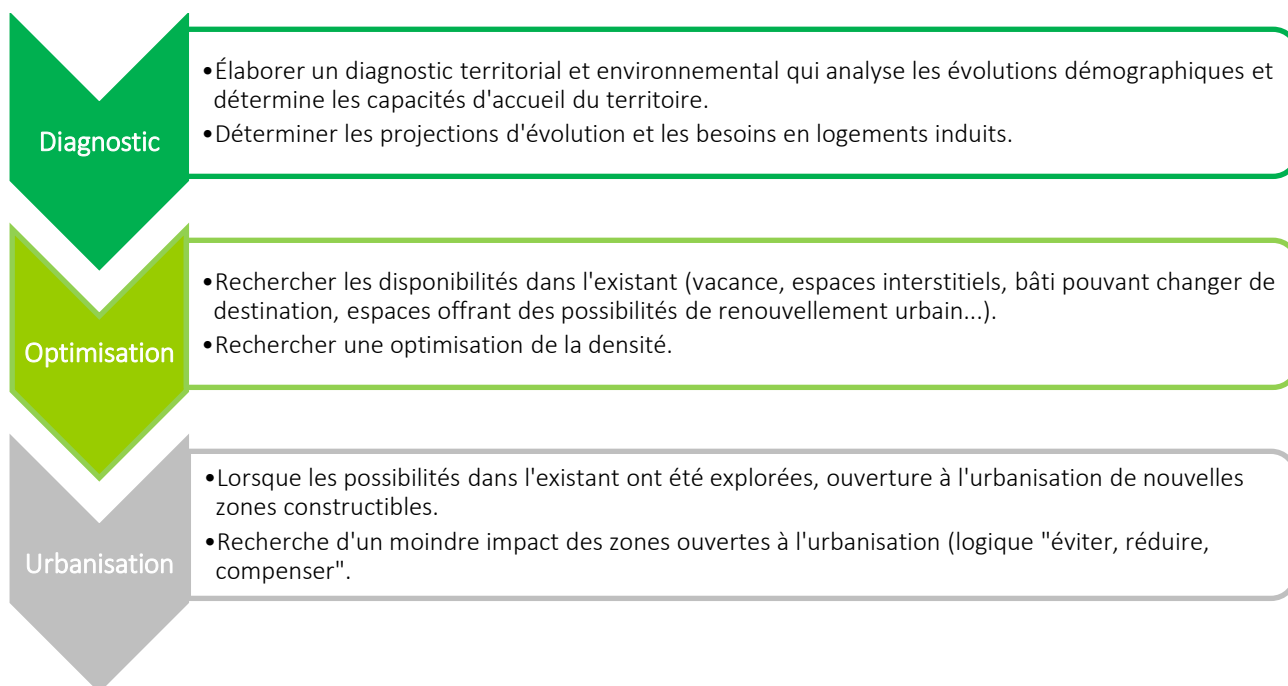 Diagnostic
•Élaborer un diagnostic territorial et environnemental qui analyse les évolutions démographiques et
détermine les capacités d'accueil du territoire.
•Déterminer les projections d'évolution et les besoins en logements induits.
Optimisation
•Rechercher les disponibilités dans l'existant (vacance, espaces interstitiels, bâti pouvant changer de
destination, espaces offrant des possibilités de renouvellement urbain...).
•Rechercher une optimisation de la densité.
Urbanisation
•Lorsque les possibilités dans l'existant ont été explorées, ouverture à l'urbanisation de nouvelles
zones constructibles.
•Recherche d'un moindre impact des zones ouvertes à l'urbanisation (logique "éviter, réduire,
compenser".